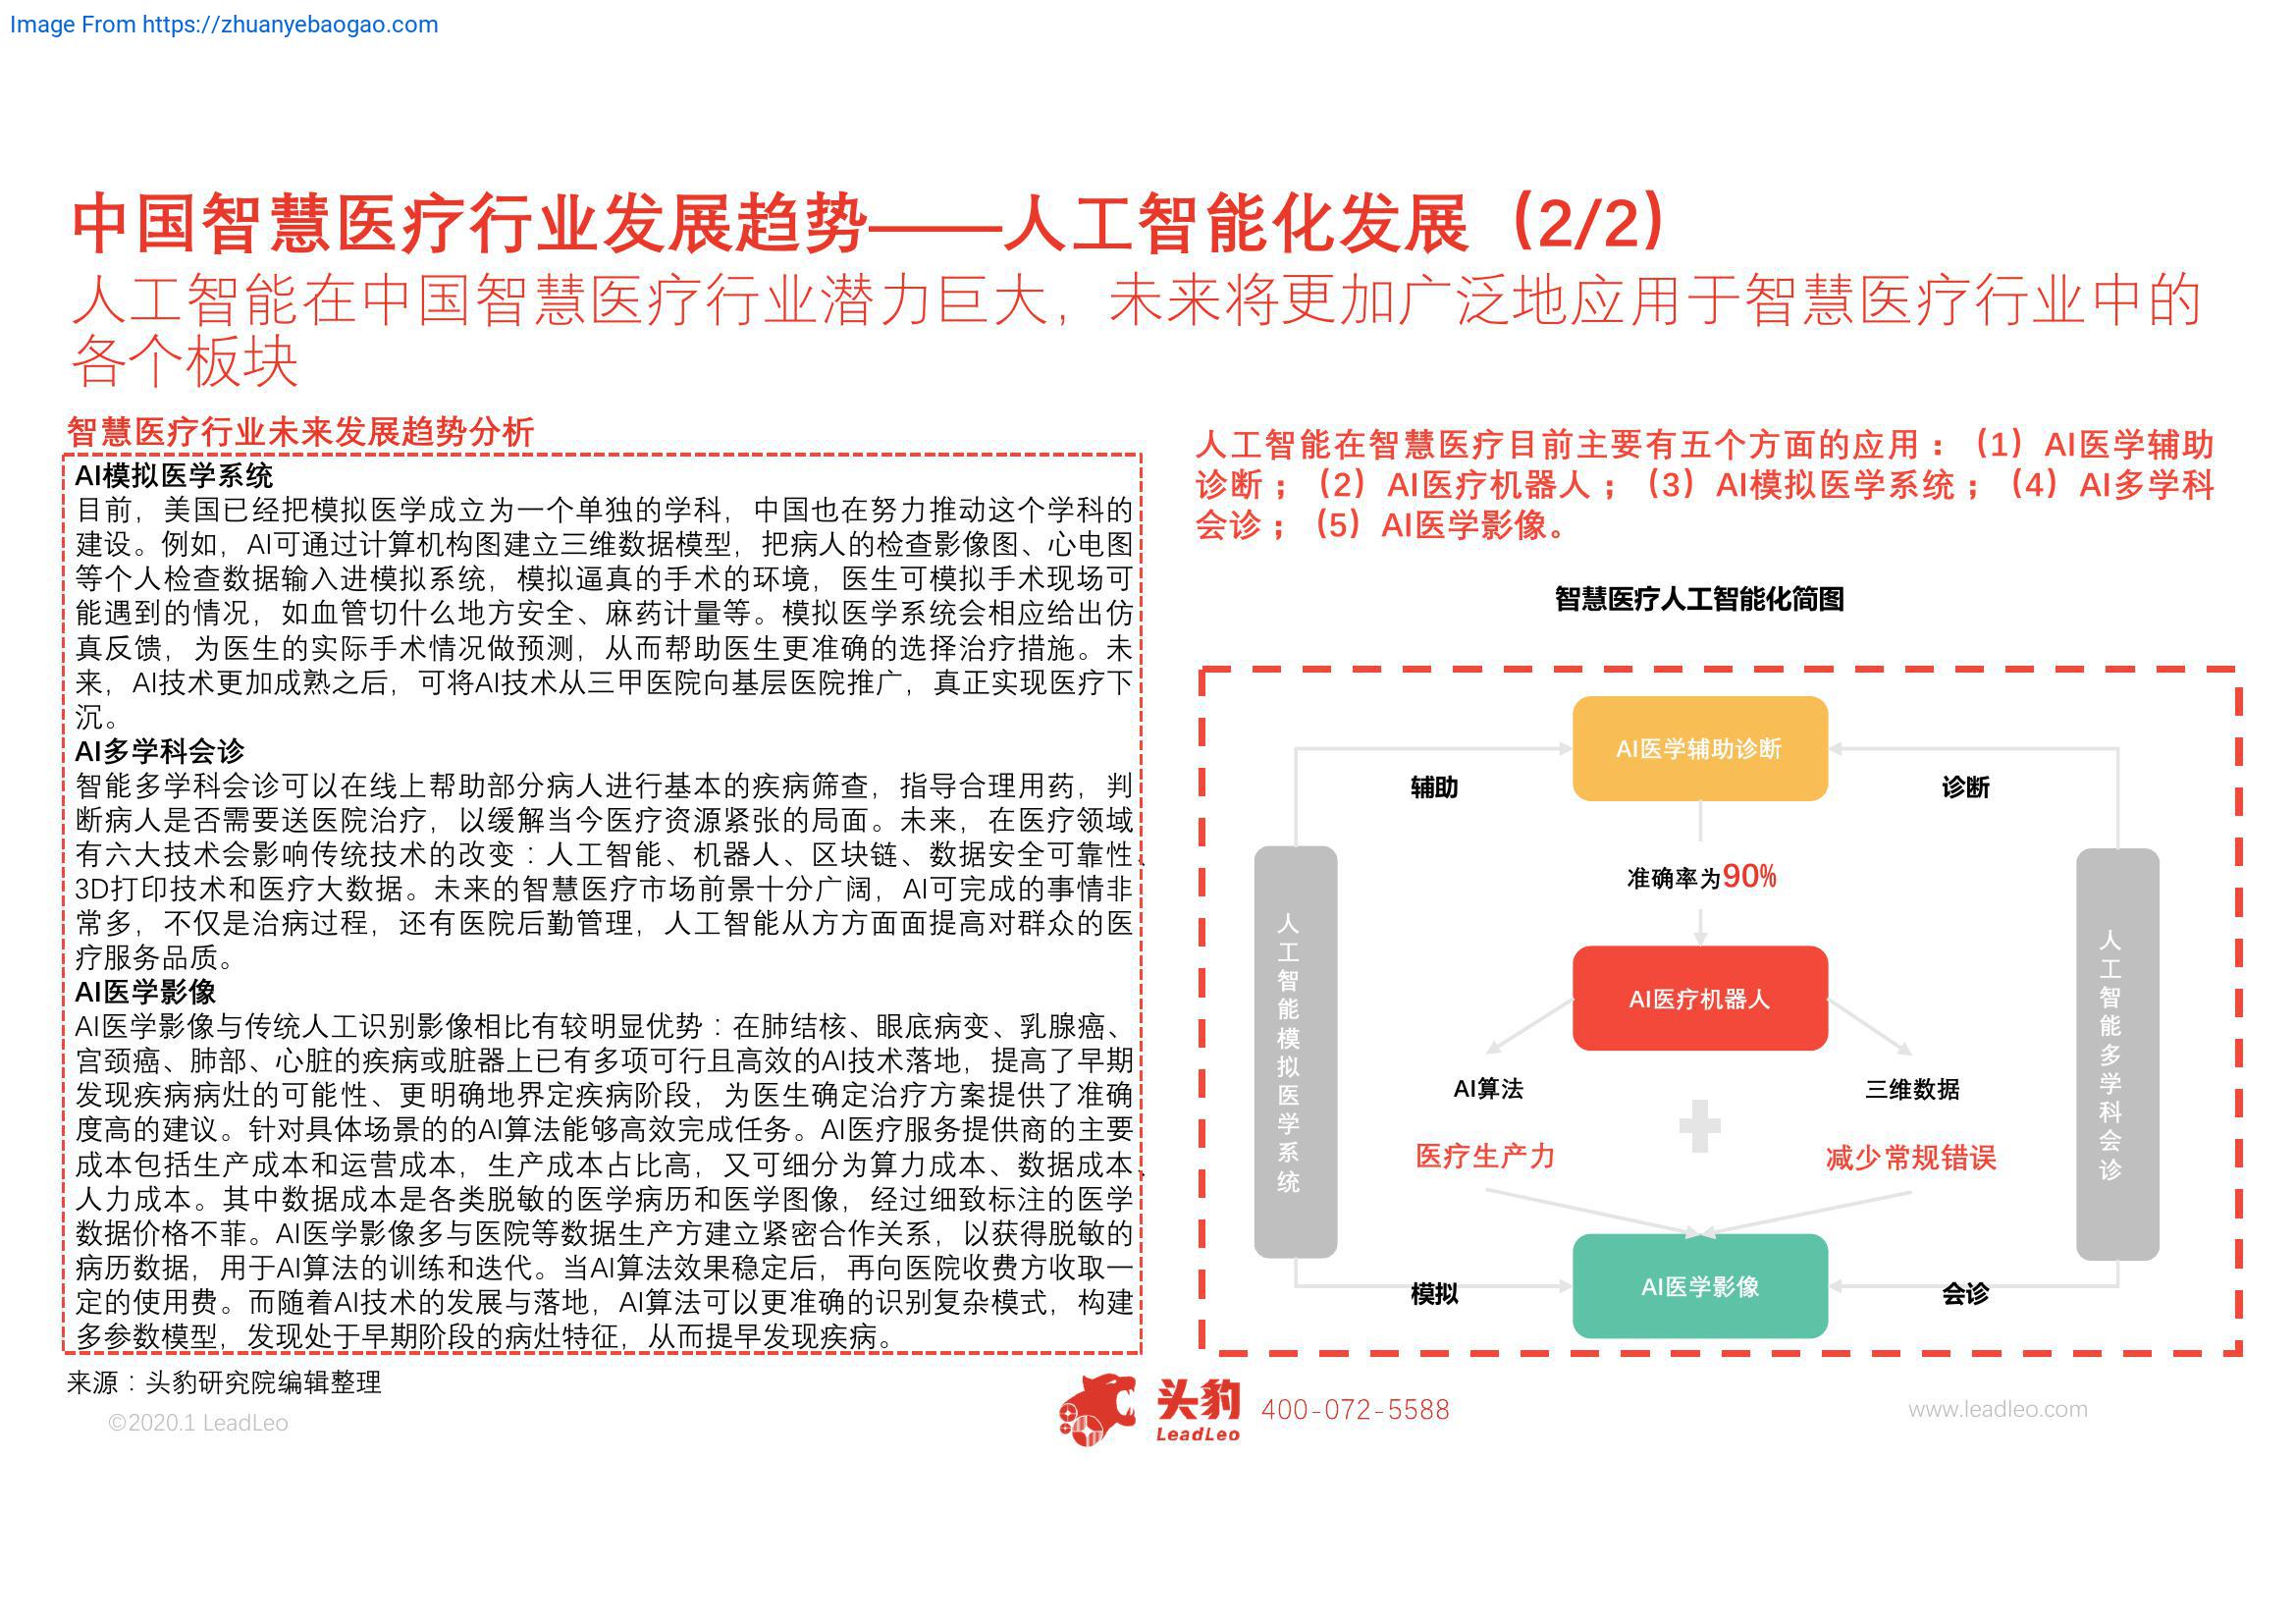 Image From https://zhuanyebaogao.com
中国智慧医疗行业发展趋势——人工智能化发展（2/2）
人工智能在中国智慧医疗行业潜力巨大，未来将更加广泛地应用于智慧医疗行业中的
各个板块
智慧医疗行业未来发展趋势分析
AI模拟医学系统
目前，美国已经把模拟医学成立为一个单独的学科，中国也在努力推动这个学科的
建设。例如，AI可通过计算机构图建立三维数据模型，把病人的检查影像图、心电图
等个人检查数据输入进模拟系统，模拟逼真的手术的环境，医生可模拟手术现场可
能遇到的情况，如血管切什么地方安全、麻药计量等。模拟医学系统会相应给出仿
真反馈，为医生的实际手术情况做预测，从而帮助医生更准确的选择治疗措施。未
来，AI技术更加成熟之后，可将AI技术从三甲医院向基层医院推广，真正实现医疗下
沉。
AI多学科会诊
智能多学科会诊可以在线上帮助部分病人进行基本的疾病筛查，指导合理用药，判
断病人是否需要送医院治疗，以缓解当今医疗资源紧张的局面。未来，在医疗领域
有六大技术会影响传统技术的改变：人工智能、机器人、区块链、数据安全可靠性、
3D打印技术和医疗大数据。未来的智慧医疗市场前景十分广阔，AI可完成的事情非
常多，不仅是治病过程，还有医院后勤管理，人工智能从方方面面提高对群众的医
疗服务品质。
AI医学影像
AI医学影像与传统人工识别影像相比有较明显优势：在肺结核、眼底病变、乳腺癌、
宫颈癌、肺部、心脏的疾病或脏器上已有多项可行且高效的AI技术落地，提高了早期
发现疾病病灶的可能性、更明确地界定疾病阶段，为医生确定治疗方案提供了准确
度高的建议。针对具体场景的的AI算法能够高效完成任务。AI医疗服务提供商的主要
成本包括生产成本和运营成本，生产成本占比高，又可细分为算力成本、数据成本、
人力成本。其中数据成本是各类脱敏的医学病历和医学图像，经过细致标注的医学
数据价格不菲。AI医学影像多与医院等数据生产方建立紧密合作关系，以获得脱敏的
病历数据，用于AI算法的训练和迭代。当AI算法效果稳定后，再向医院收费方收取一
定的使用费。而随着AI技术的发展与落地，AI算法可以更准确的识别复杂模式，构建
多参数模型，发现处于早期阶段的病灶特征，从而提早发现疾病。
来源：头豹研究院编辑整理
人工智能在智慧医疗目前主要有五个方面的应用：（1）AI医学辅助
诊断；（2）AI医疗机器人；（3）AI模拟医学系统；（4）AI多学科
会诊；（5）AI医学影像。
智慧医疗人工智能化简图
AI医学辅助诊断
辅助
诊断
准确率为90%
人工智能模拟医学系统
AI医疗机器人
人工智能多学科会诊
AI算法
三维数据
医疗生产力
减少常规错误
AI医学影像
模拟
会诊
©2020.1 LeadLeo
头豹
LeadLeo
400-072-5588
www.leadleo.com